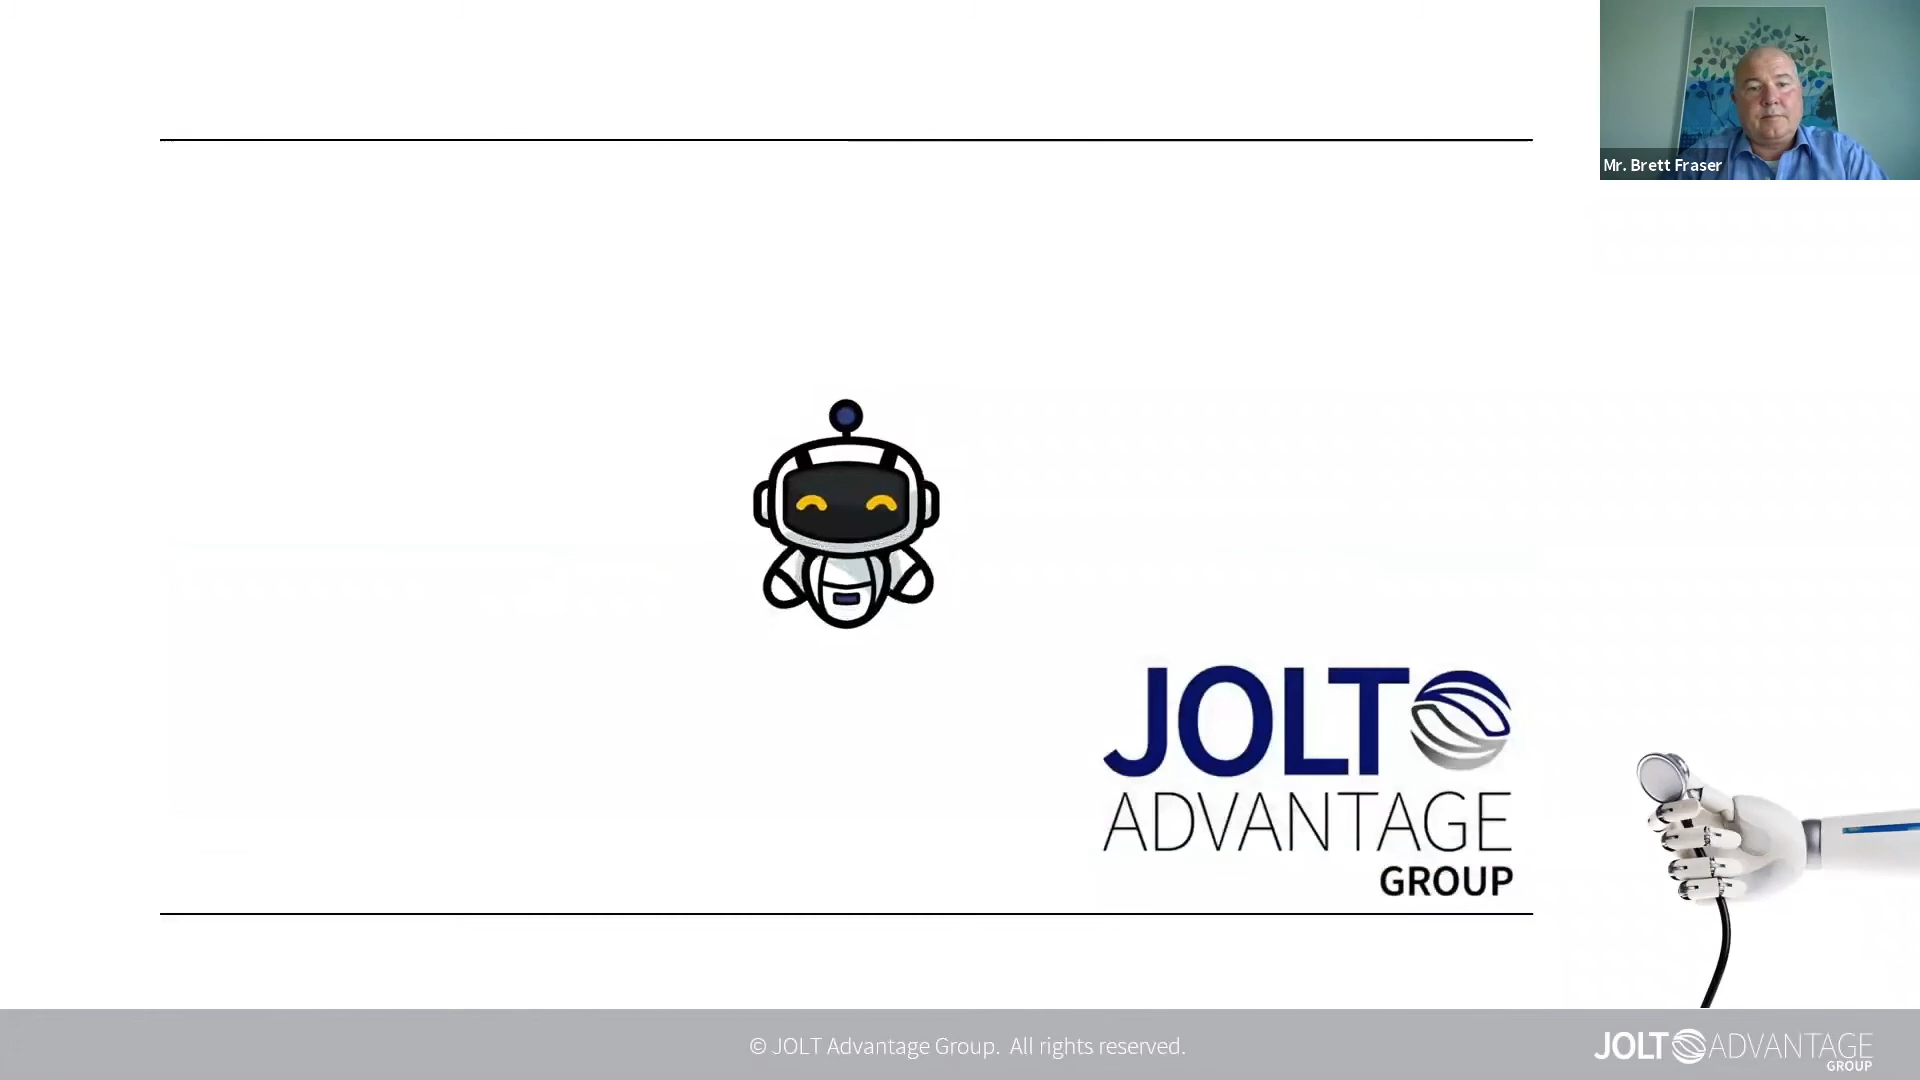 Mr. Brett Fraser
JOLT
ADVANTAGE
GROUP
© JOLT Advantage Group. All rights reserved.
JOLT ADVANTAGE
GROUP